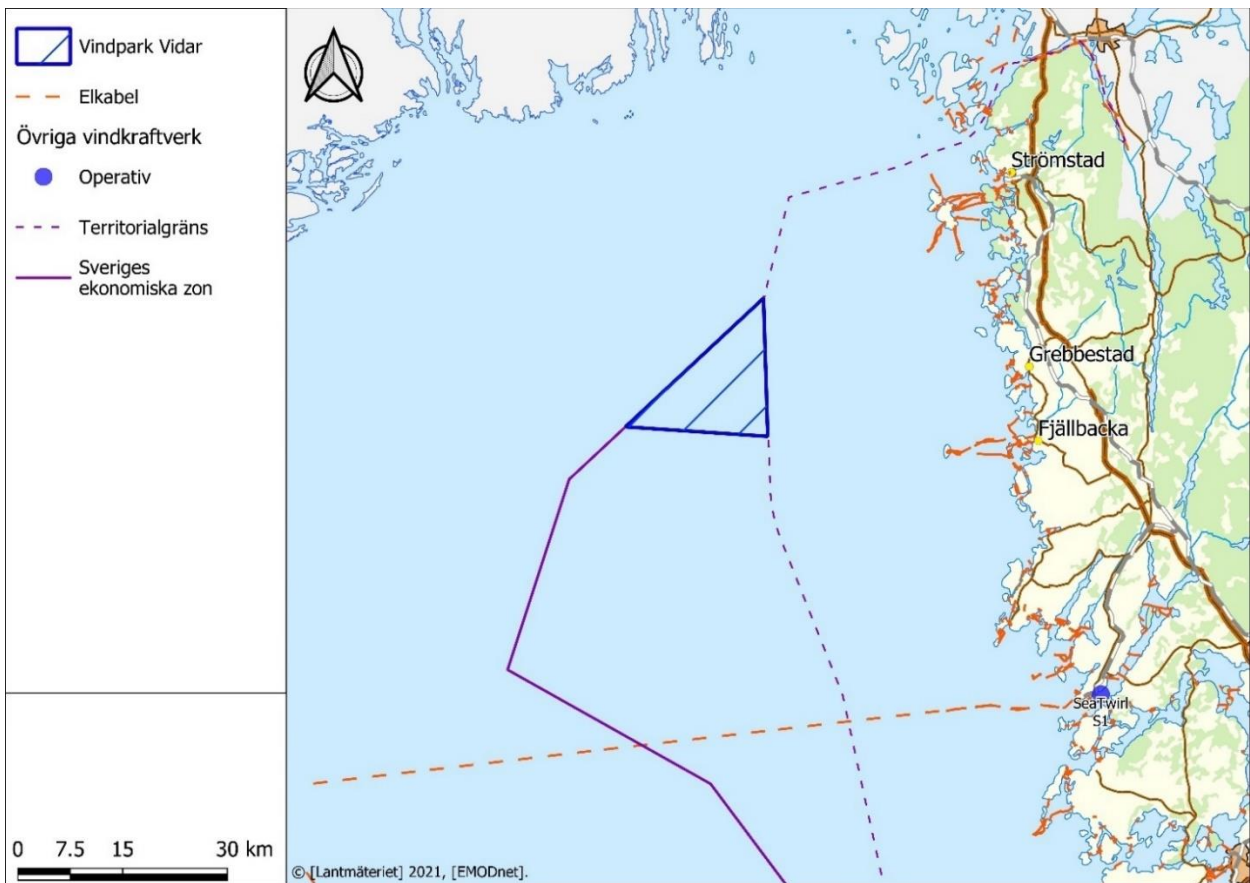 Vindpark Vidar
Elkabel
Övriga vindkraftverk
Operativ
Territorialgräns
Sveriges
ekonomiska zon
0 7.5 15 30 km
Strömstad
Grebbestad
Fjällbacka
SeaTwirl
S1
© [Lantmäteriet] 2021, [EMODnet].